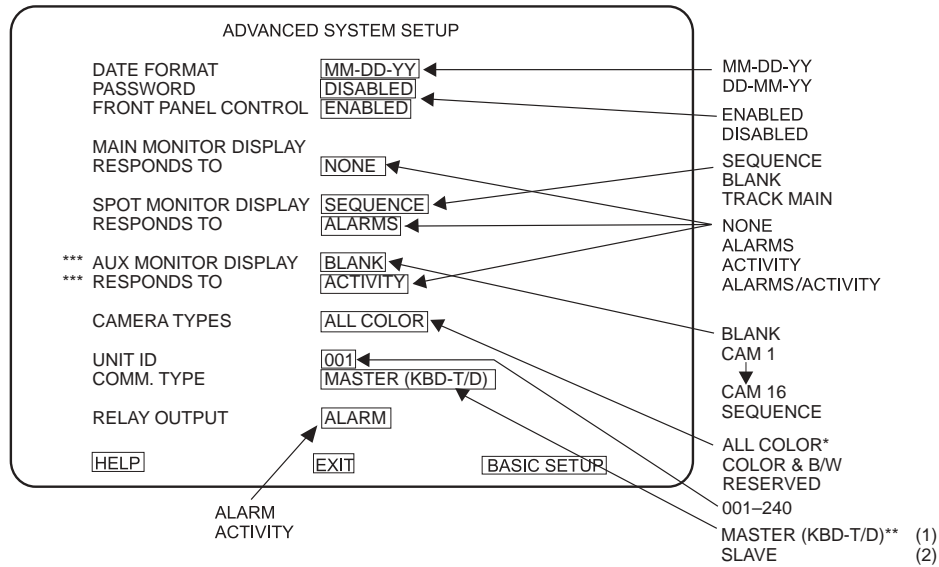 ADVANCED SYSTEM SETUP
DATE FORMAT MM-DD-YY
PASSWORD DISABLED
FRONT PANEL CONTROL ENABLED
MAIN MONITOR DISPLAY
RESPONDS TO NONE
SPOT MONITOR DISPLAY SEQUENCE
RESPONDS TO ALARMS
*** AUX MONITOR DISPLAY BLANK
*** RESPONDS TO ACTIVITY
CAMERA TYPES ALL COLOR
UNIT ID 001
COMM. TYPE MASTER (KBD-T/D)
RELAY OUTPUT ALARM
HELP EXIT BASIC SETUP
ALARM
ACTIVITY
MM-DD-YY
DD-MM-YY
ENABLED
DISABLED
SEQUENCE
BLANK
TRACK MAIN
NONE
ALARMS
ACTIVITY
ALARMS/ACTIVITY
BLANK
CAM 1
CAM 16
SEQUENCE
ALL COLOR*
COLOR & B/W
RESERVED
001–240
MASTER (KBD-T/D)** (1)
SLAVE (2)